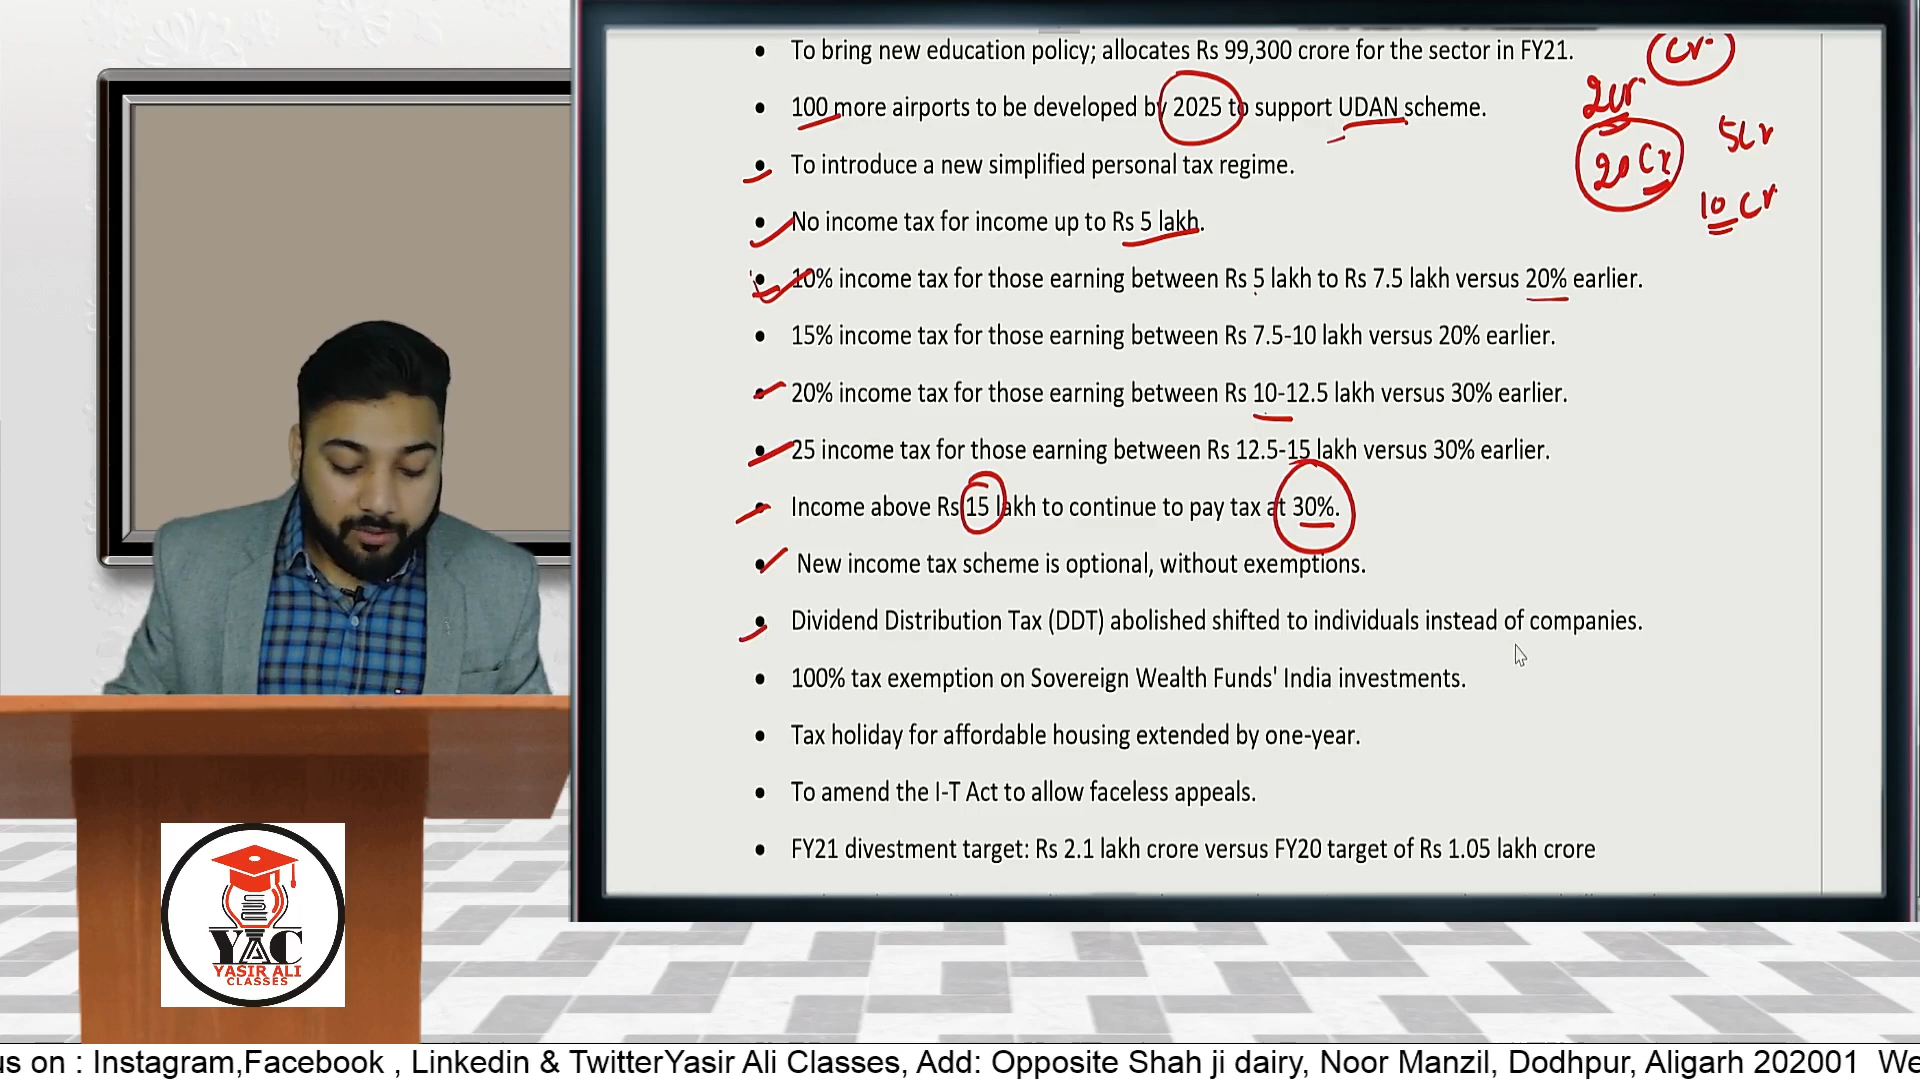 • To bring new education policy; allocates Rs 99,300 crore for the sector in FY21.
Cr
• 100 more airports to be developed by 2025 to support UDAN scheme.
2Cr
5Cr
20 Cr
10 Cr
• To introduce a new simplified personal tax regime.
• No income tax for income up to Rs 5 lakh.
• 10% income tax for those earning between Rs 5 lakh to Rs 7.5 lakh versus 20% earlier.
• 15% income tax for those earning between Rs 7.5-10 lakh versus 20% earlier.
• 20% income tax for those earning between Rs 10-12.5 lakh versus 30% earlier.
• 25 income tax for those earning between Rs 12.5-15 lakh versus 30% earlier.
• Income above Rs 15 lakh to continue to pay tax at 30%.
• New income tax scheme is optional, without exemptions.
• Dividend Distribution Tax (DDT) abolished shifted to individuals instead of companies.
• 100% tax exemption on Sovereign Wealth Funds' India investments.
• Tax holiday for affordable housing extended by one-year.
• To amend the I-T Act to allow faceless appeals.
• FY21 divestment target: Rs 2.1 lakh crore versus FY20 target of Rs 1.05 lakh crore
YAC
YASIR ALI
CLASSES
us on : Instagram,Facebook , Linkedin & TwitterYasir Ali Classes, Add: Opposite Shah ji dairy, Noor Manzil, Dodhpur, Aligarh 202001 We